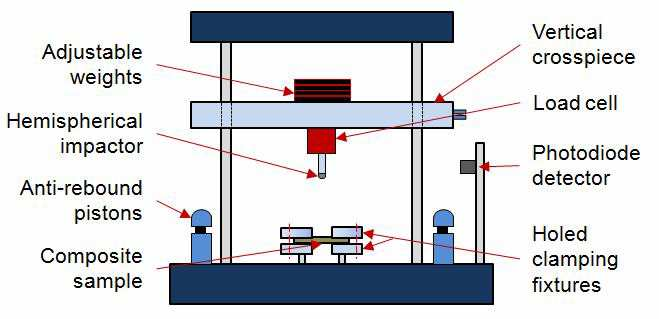 Adjustable
weights
Hemispherical
impactor
Anti-rebound
pistons
Composite
sample
Vertical
crosspiece
Load cell
Photodiode
detector
Holed
clamping
fixtures